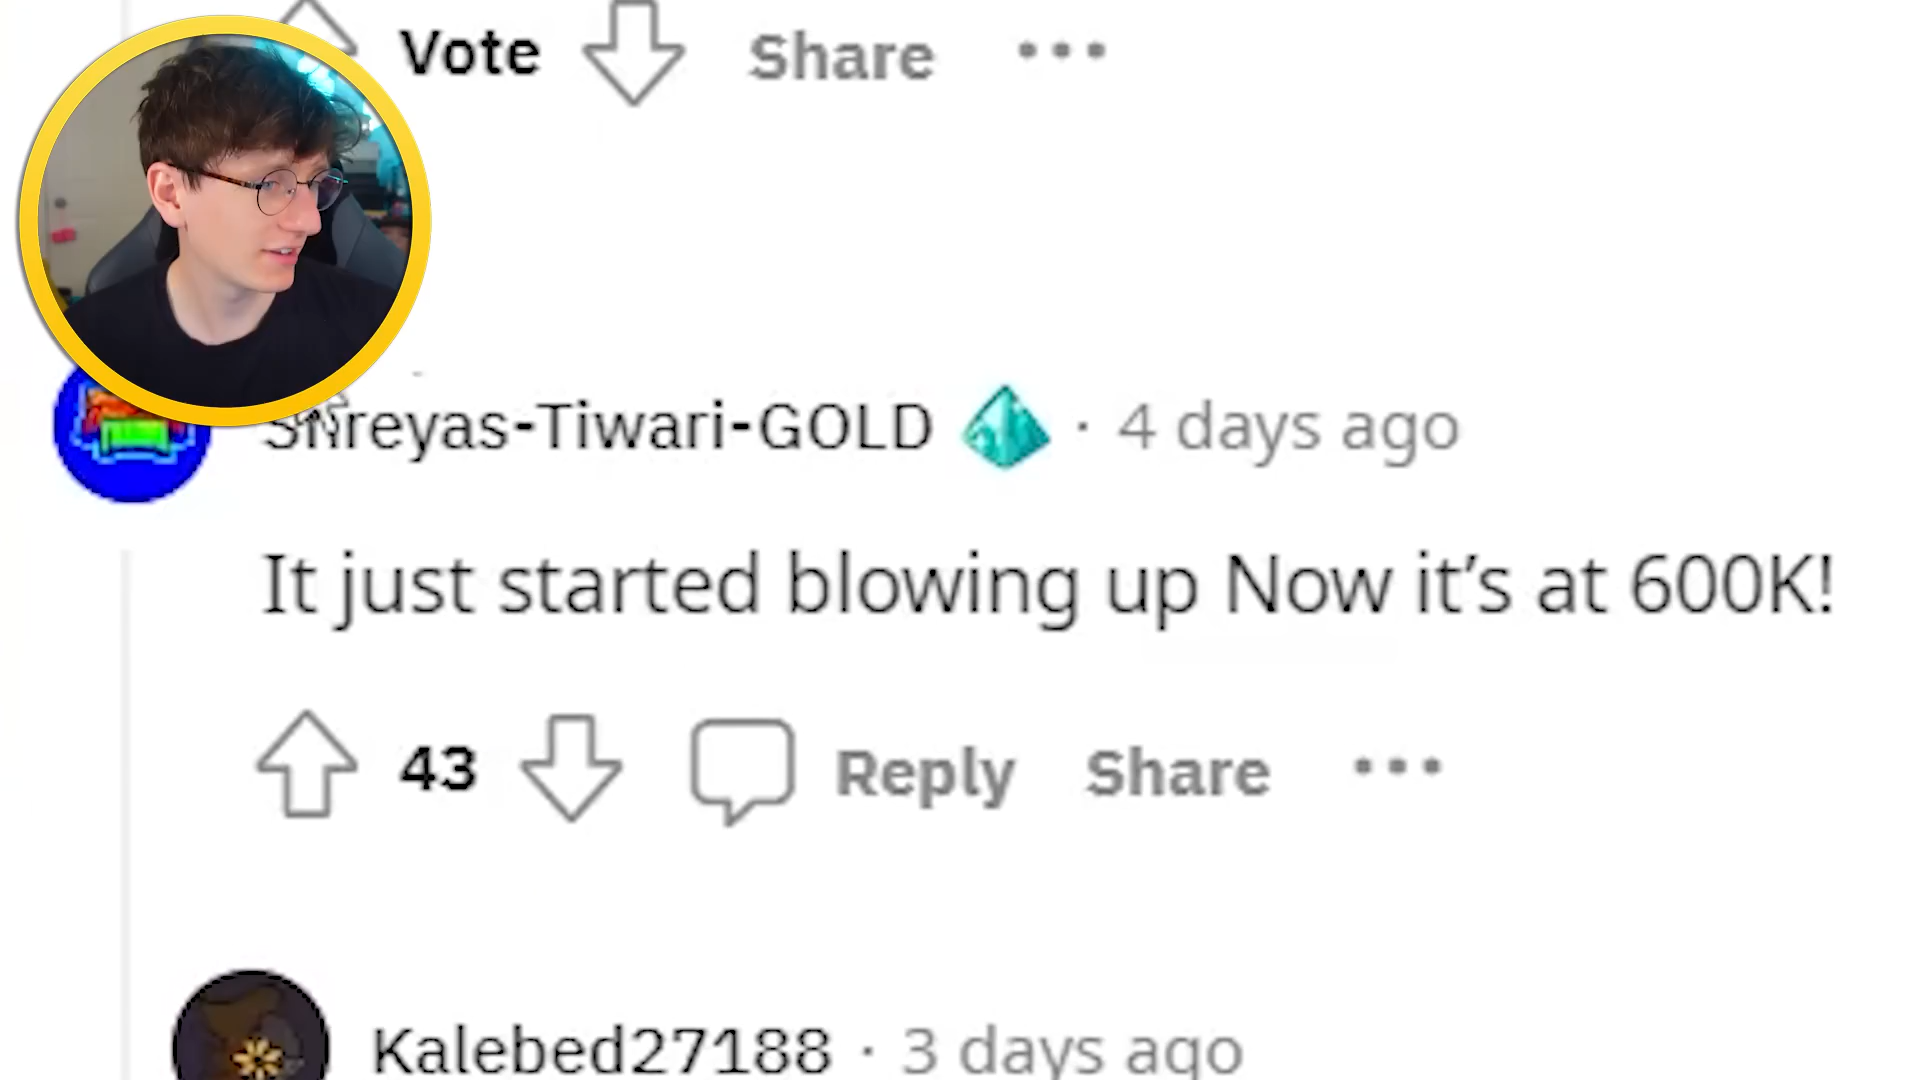 Vote Share
Shreyas-Tiwari-GOLD · 4 days ago
It just started blowing up Now it’s at 600K!
43 Reply Share
Kalebed27188 · 3 days ago